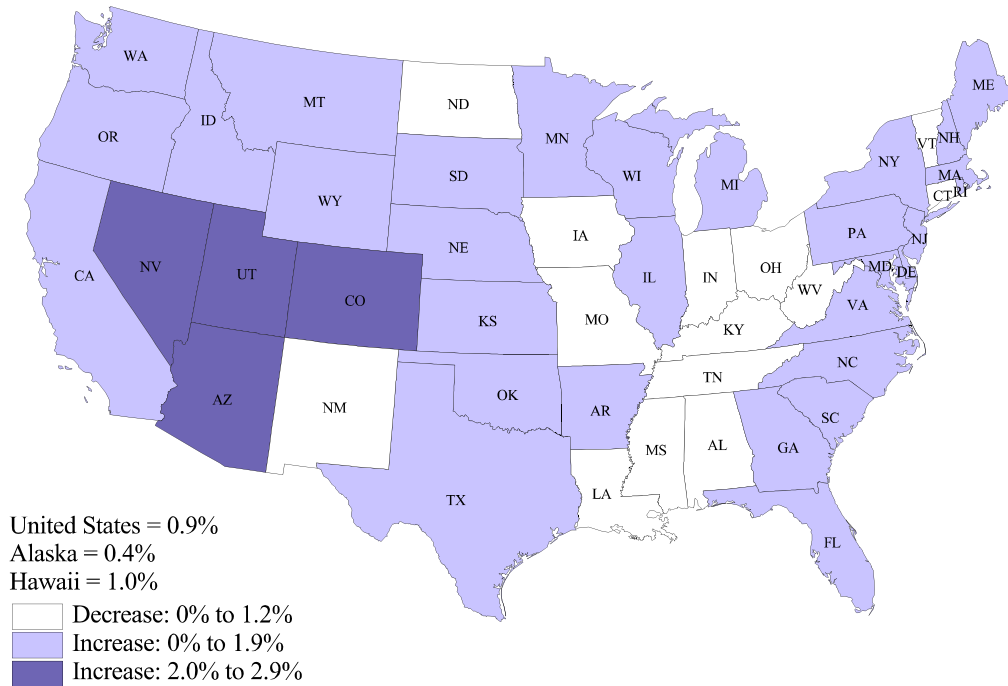 WA
ME
MT
ND
ID
VT
NH
OR
MN
NY
MA
WI
SD
MI
CT
RI
WY
PA
IA
NJ
NE
OH
IN
MD
DE
NV
UT
CA
IL
WV
CO
VA
MO
KS
KY
NC
TN
AZ
OK
NM
AR
SC
MS
AL
GA
LA
TX
FL
United States = 0.9%
Alaska = 0.4%
Hawaii = 1.0%
Decrease: 0% to 1.2%
Increase: 0% to 1.9%
Increase: 2.0% to 2.9%